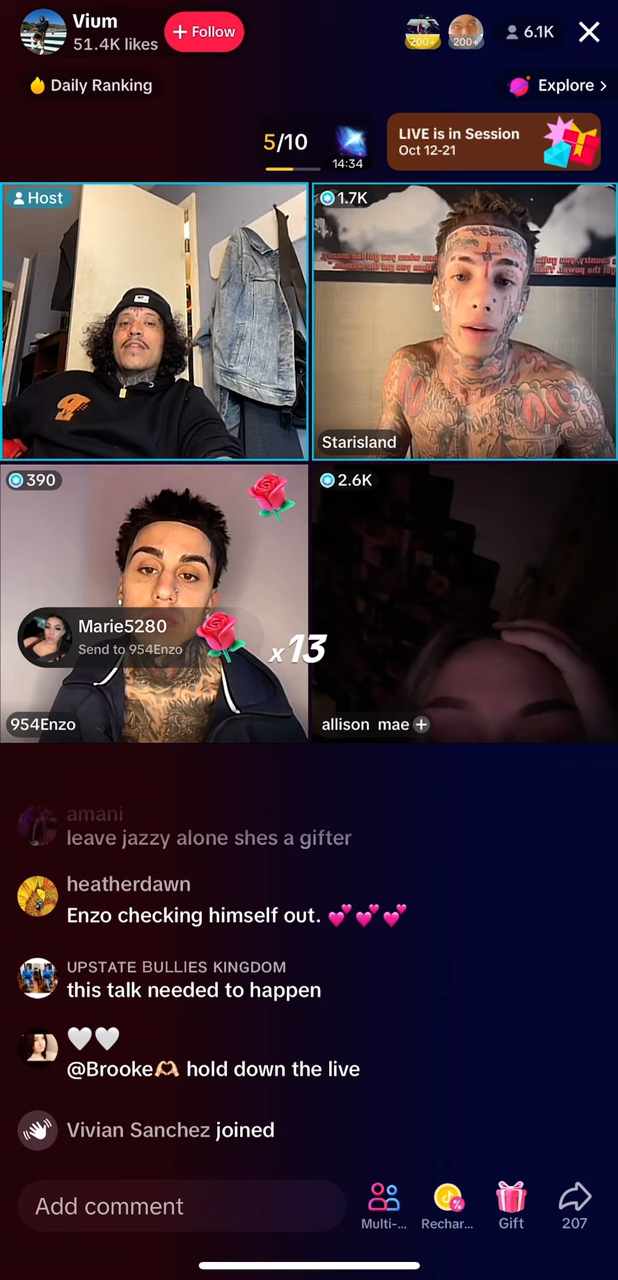 Vium
51.4K likes
+ Follow
200+
200+
6.1K
Daily Ranking
Explore >
5/10
14:34
LIVE is in Session
Oct 12-21
Host
1.7K
Starisland
390
2.6K
Marie5280
Send to 954Enzo
x13
954Enzo
allison mae
amani
leave jazzy alone shes a gifter
heatherdawn
Enzo checking himself out. 💕💕💕
UPSTATE BULLIES KINGDOM
this talk needed to happen
🤍🤍
@Brooke🫶🏼 hold down the live
Vivian Sanchez joined
Add comment
Multi-...
Rechar...
Gift
207